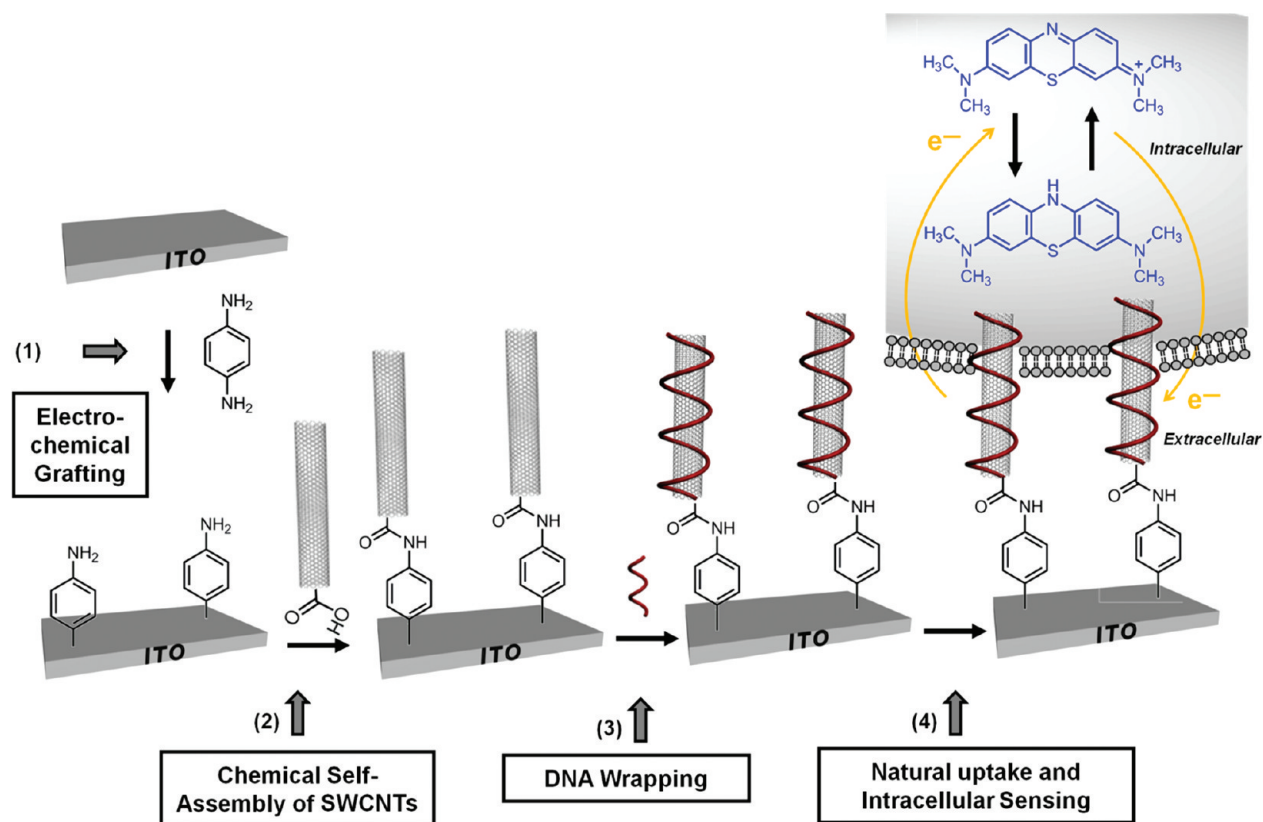 N
H₃C
N
CH₃
S
+
N
CH₃
CH₃
e—
Intracellular
H
N
H₃C
N
CH₃
S
CH₃
N
CH₃
ITO
NH₂
NH₂
(1)
Electro-
chemical
Grafting
e—
Extracellular
NH₂
NH₂
O
OH
O
NH
O
NH
O
NH
O
NH
O
NH
O
NH
ITO
ITO
ITO
ITO
(2)
Chemical Self-
Assembly of SWCNTs
(3)
DNA Wrapping
(4)
Natural uptake and
Intracellular Sensing